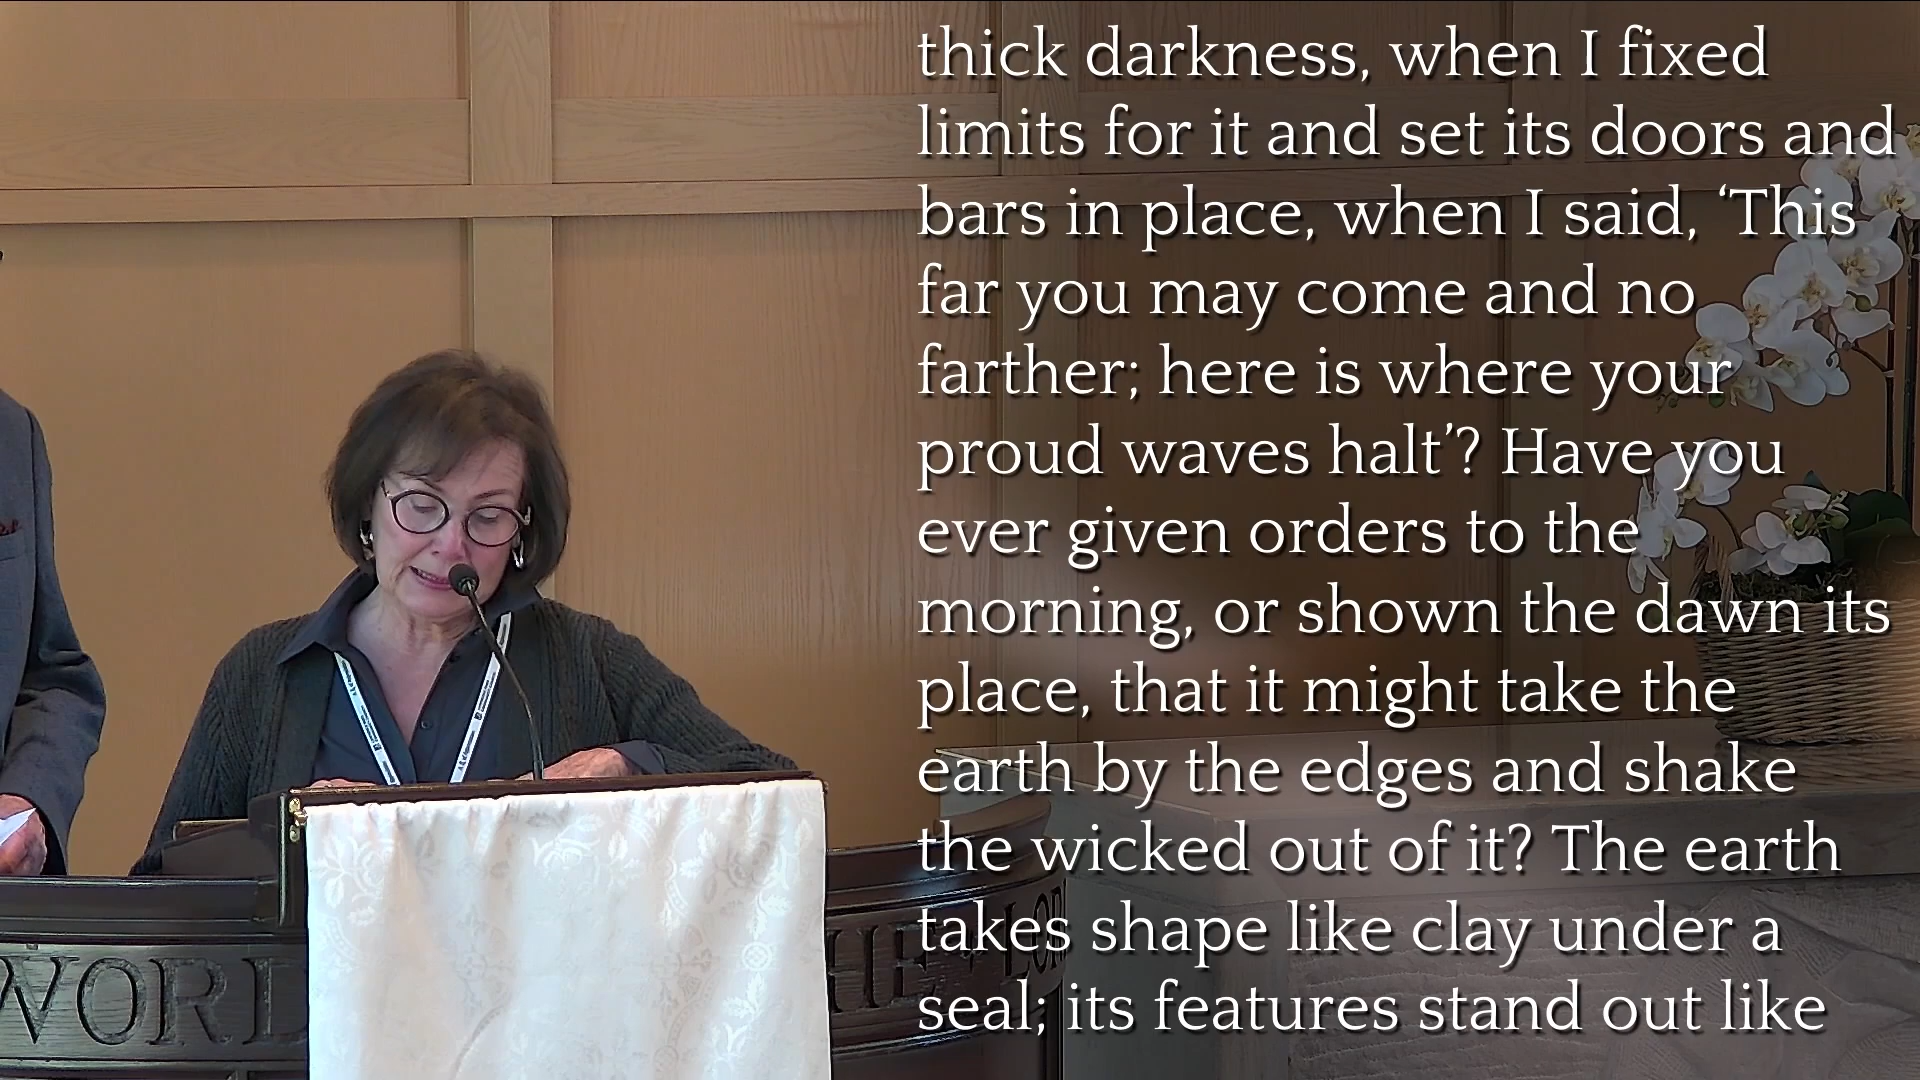 thick darkness, when I fixed
limits for it and set its doors and
bars in place, when I said, ‘This
far you may come and no
farther; here is where your
proud waves halt’? Have you
ever given orders to the
morning, or shown the dawn its
place, that it might take the
earth by the edges and shake
the wicked out of it? The earth
takes shape like clay under a
seal; its features stand out like
WORD
HE LOR